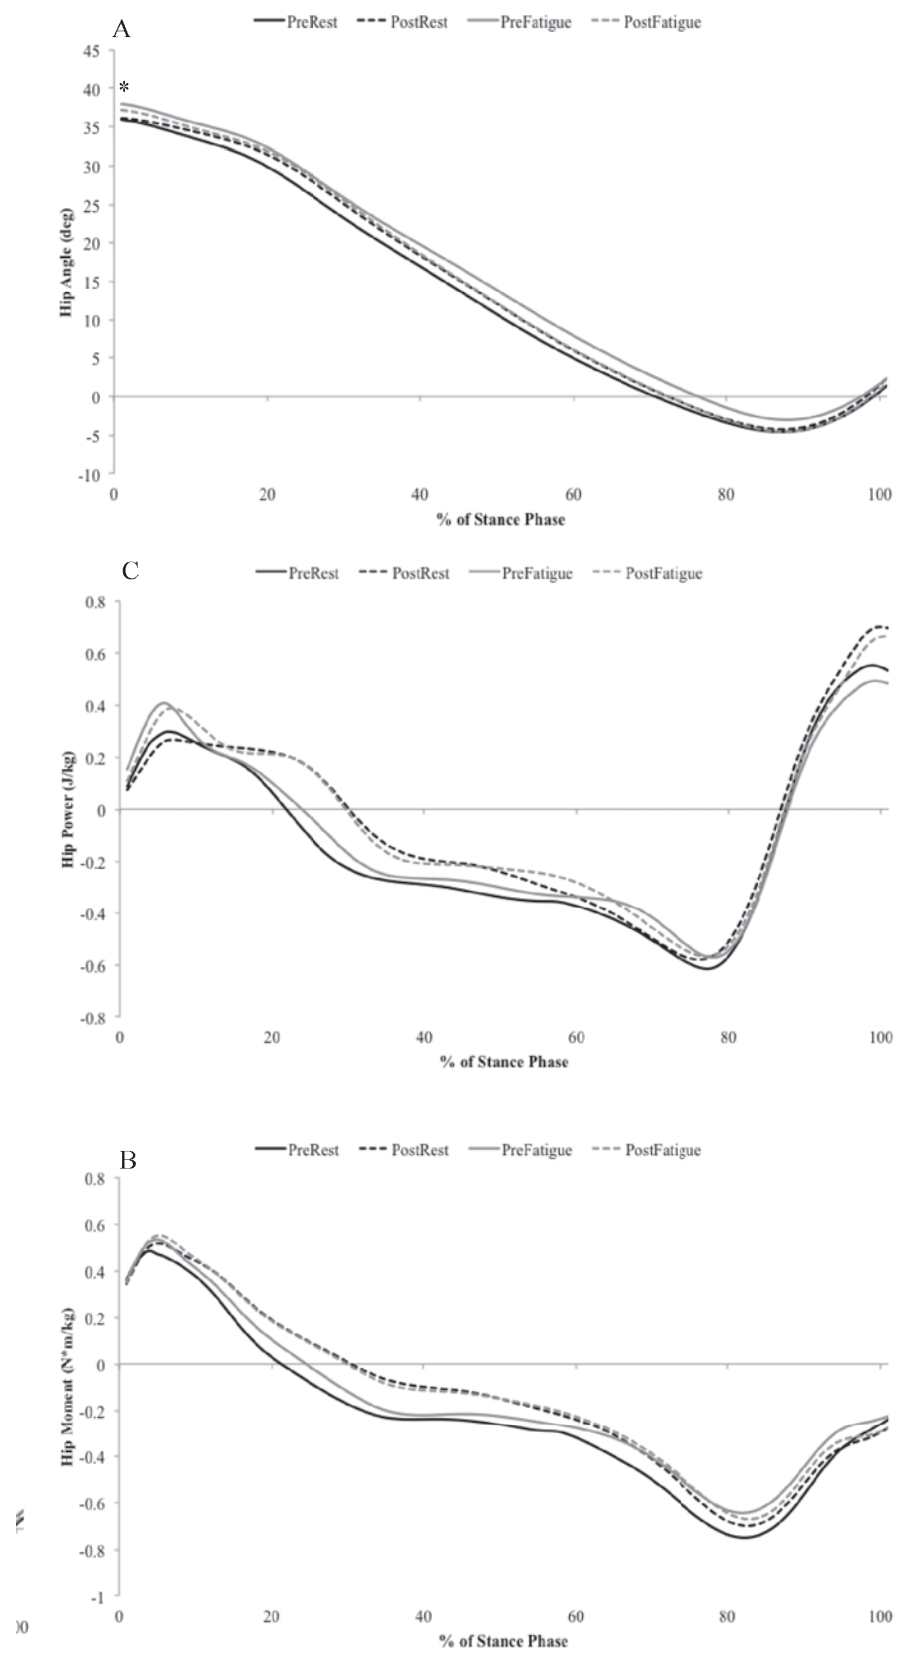 A
PreRest PostRest PreFatigue PostFatigue
45
*
40
35
30
25
20
15
10
5
0
-5
-10
Hip Angle (deg)
0 20 40 60 80 100
% of Stance Phase
C
PreRest PostRest PreFatigue PostFatigue
0.8
0.6
0.4
0.2
0
-0.2
-0.4
-0.6
-0.8
Hip Power (J/kg)
0 20 40 60 80 100
% of Stance Phase
B
PreRest PostRest PreFatigue PostFatigue
0.8
0.6
0.4
0.2
0
-0.2
-0.4
-0.6
-0.8
-1
Hip Moment (N*m/kg)
0 20 40 60 80 100
% of Stance Phase